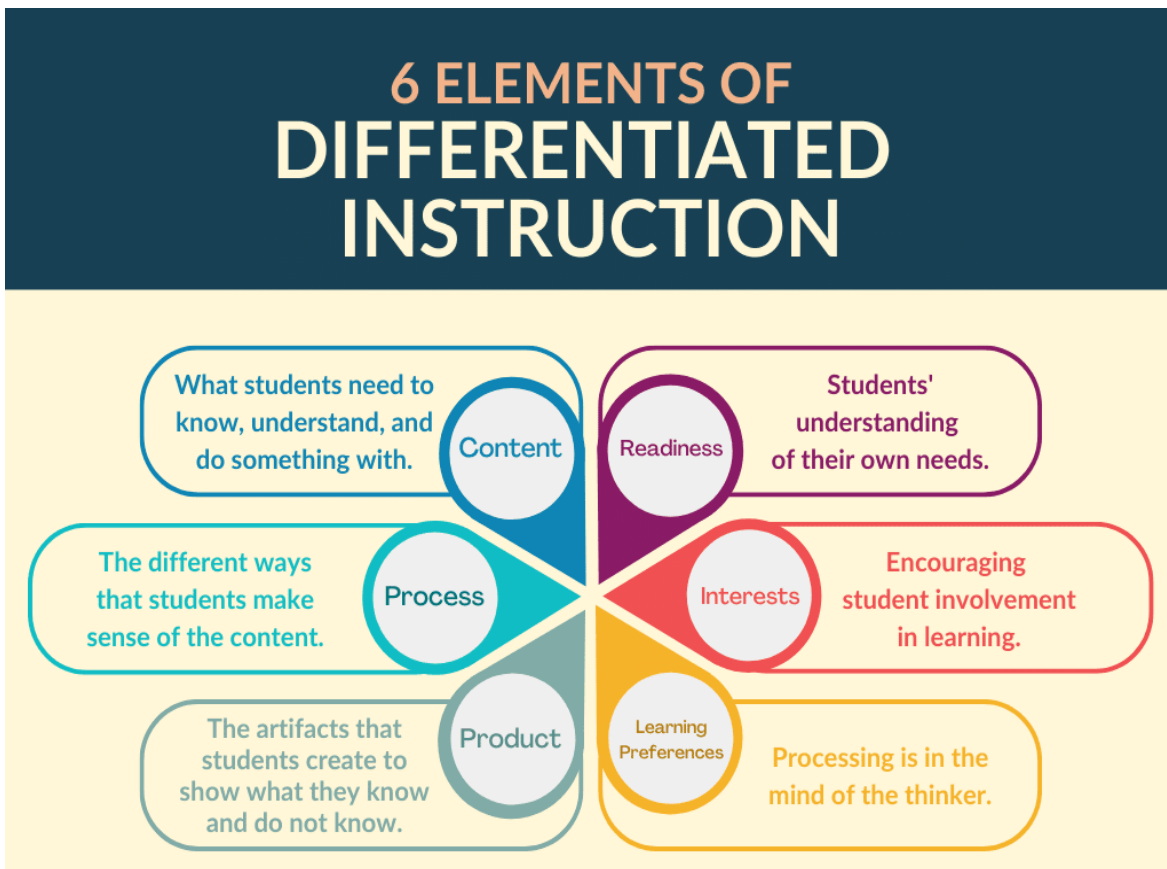 6 ELEMENTS OF
DIFFERENTIATED
INSTRUCTION
What students need to
know, understand, and
do something with.
Content
Readiness
Students'
understanding
of their own needs.
The different ways
that students make
sense of the content.
Process
Interests
Encouraging
student involvement
in learning.
The artifacts that
students create to
show what they know
and do not know.
Product
Learning
Preferences
Processing is in the
mind of the thinker.